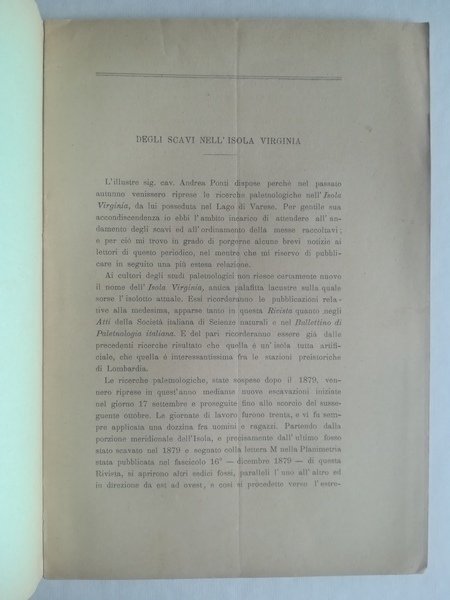 DEGLI SCAVI NELL'ISOLA VIRGINIA
L'illustre sig. cav. Andrea Ponti dispose perchè nel passato
autunno venissero riprese le ricerche paletnologiche nell'Isola
Virginia, da lui posseduta nel Lago di Varese. Per gentile sua
accondiscendenza io ebbi l'ambito incarico di attendere all'an-
damento degli scavi ed all'ordinamento della messe raccoltavi;
e per ciò mi trovo in grado di porgerne alcune brevi notizie ai
lettori di questo periodico, nel mentre che mi riservo di pubbli-
care in seguito una più estesa relazione.
Ai cultori degli studi paletnologici non riesce certamente nuovo
il nome dell'Isola Virginia, antica palafitta lacustre sulla quale
sorse l'isolotto attuale. Essi ricorderanno le pubblicazioni rela-
tive alla medesima, apparse tanto in questa Rivista quanto negli
Atti della Società italiana di Scienze naturali e nel Bullettino di
Paletnologia italiana. E del pari ricorderanno essere già dalle
precedenti ricerche risultato che quella è un'isola tutta artifi-
ciale, che quella è interessantissima fra le stazioni preistoriche
di Lombardia.
Le ricerche paletnologiche, state sospese dopo il 1879, ven-
nero riprese in quest'anno mediante nuove escavazioni iniziate
nel giorno 17 settembre e proseguite fino allo scorcio del susse-
guente ottobre. Le giornate di lavoro furono trenta, e vi fu sem-
pre applicata una dozzina fra uomini e ragazzi. Partendo dalla
porzione meridionale dell'Isola, e precisamente dall'ultimo fosso
stato scavato nel 1879 e segnato colla lettera M nella Planimetria
stata pubblicata nel fascicolo 16° — dicembre 1879 — di questa
Rivista, si aprirono altri sedici fossi, paralleli l'uno all'altro ed
in direzione da est ad ovest, e così si procedette verso l'estre-